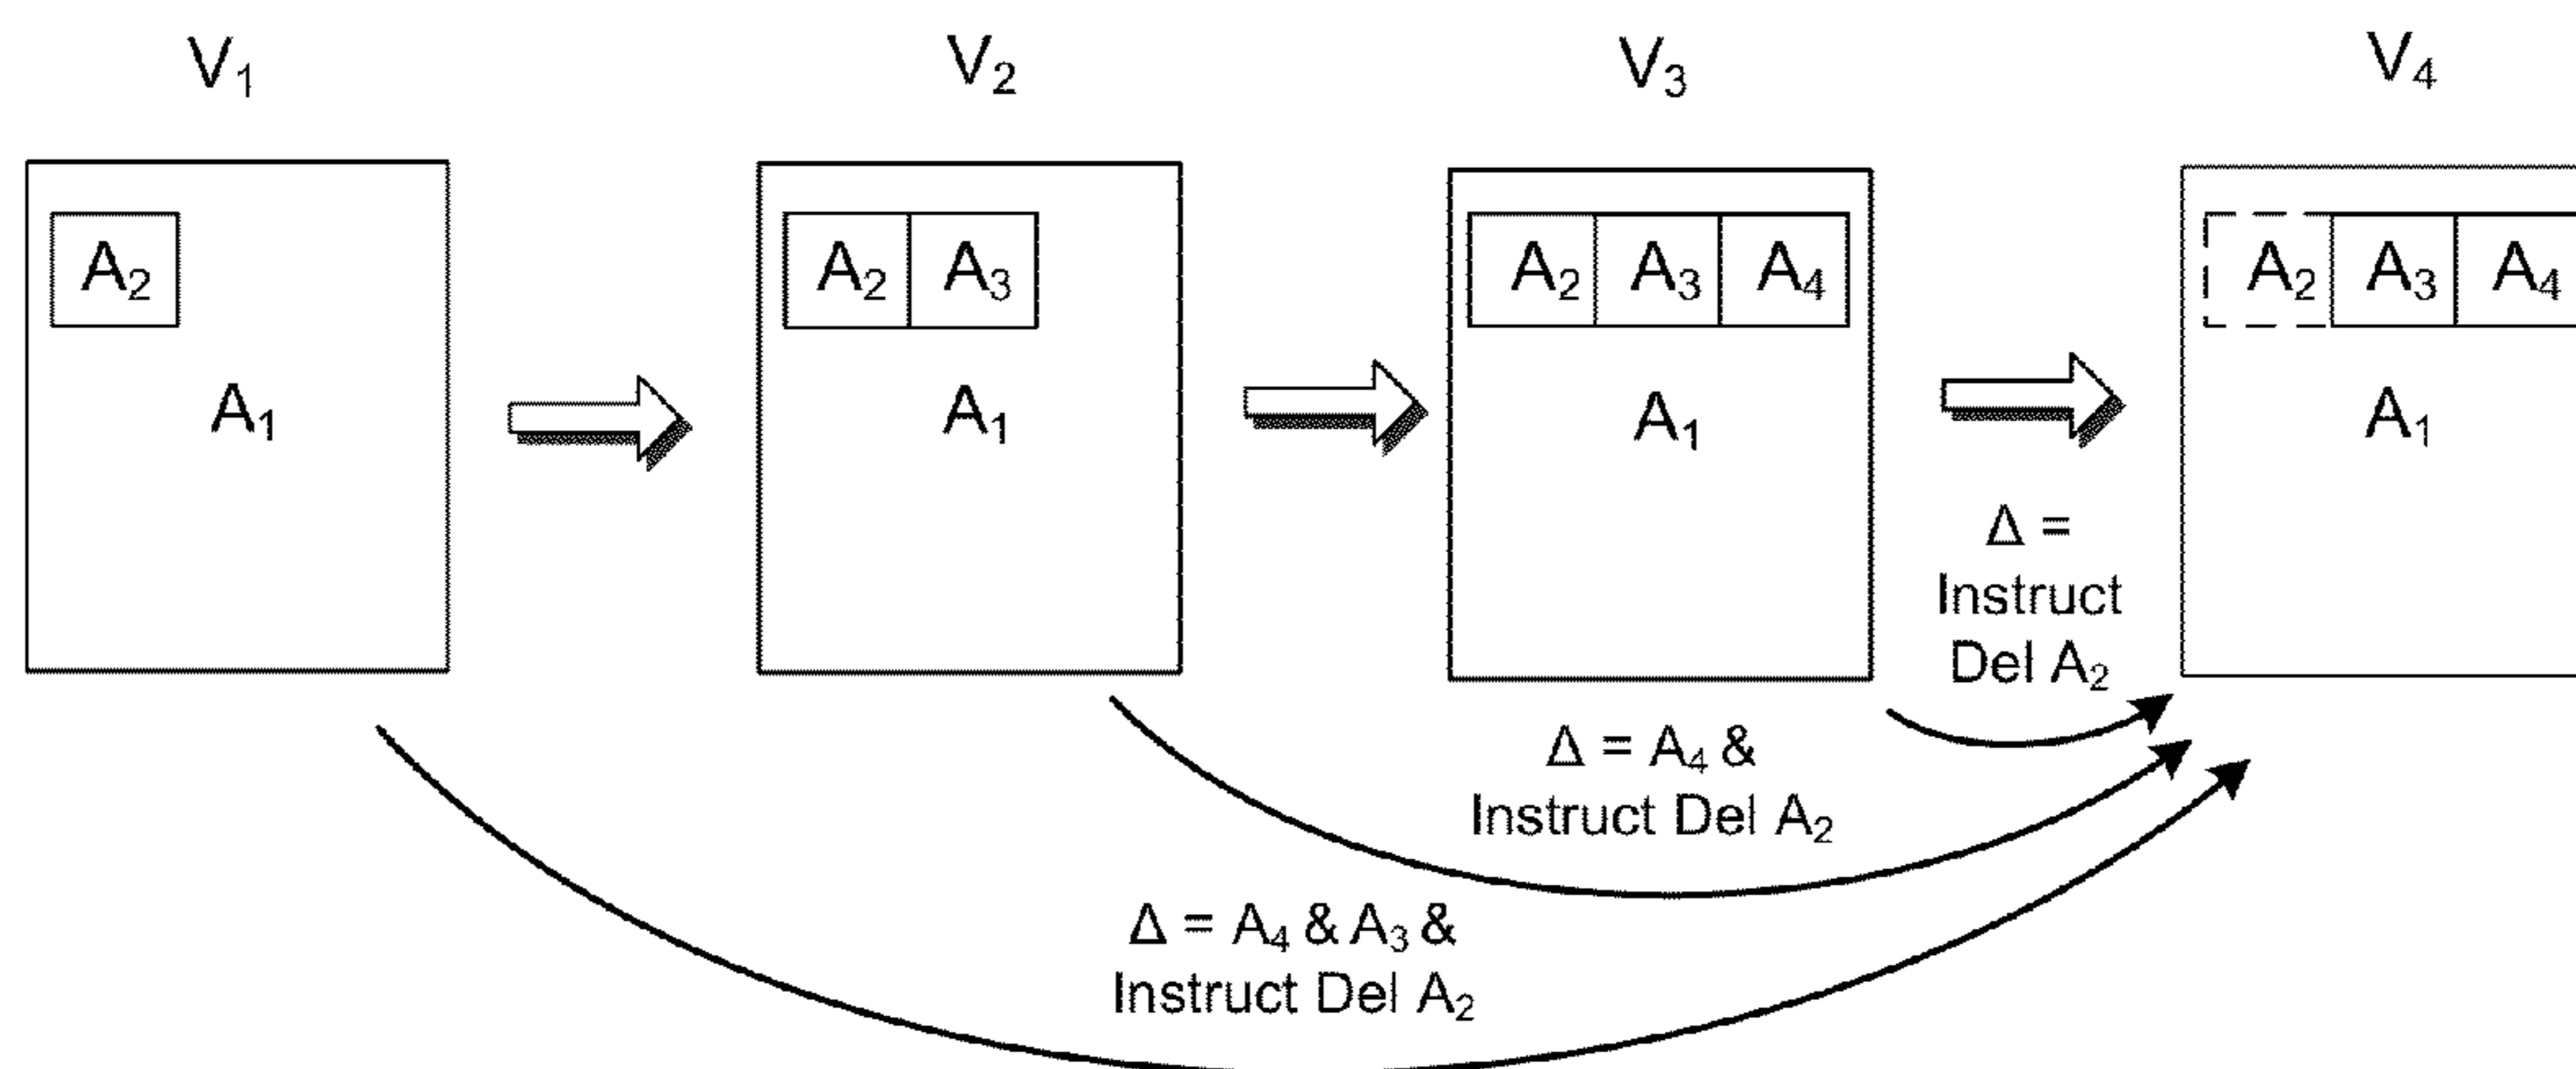 V₁ V₂ V₃ V₄
A₂ A₂ A₃ A₂ A₃ A₄ A₂ A₃ A₄
A₁ A₁ A₁ A₁
Δ =
Instruct
Del A₂
Δ = A₄ &
Instruct Del A₂
Δ = A₄ & A₃ &
Instruct Del A₂